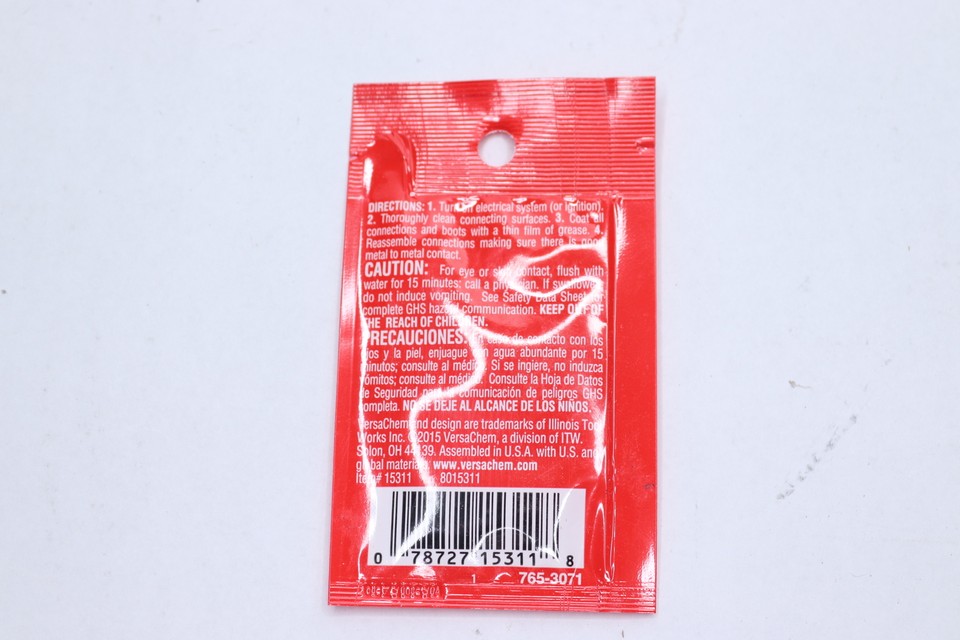 DIRECTIONS: 1. Turn off electrical system (or ignition).
2. Thoroughly clean connecting surfaces. 3. Coat all
connections and boots with a thin film of grease. 4.
Reassemble connections making sure there is good
metal to metal contact.
CAUTION: For eye or skin contact, flush with
water for 15 minutes: call a physician. If swallowed
do not induce vomiting. See Safety Data Sheet for
complete GHS hazard communication. KEEP OUT OF
THE REACH OF CHILDREN.
PRECAUCIONES: En caso de contacto con los
ojos y la piel, enjuague con agua abundante por 15
minutos; consulte al médico. Si se ingiere, no induzca
vómitos; consulte al médico. Consulte la Hoja de Datos
de Seguridad para la comunicación de peligros GHS
completa. NO SE DEJE AL ALCANCE DE LOS NIÑOS.
VersaChem and design are trademarks of Illinois Tool
Works Inc. ©2015 VersaChem, a division of ITW.
Solon, OH 44139. Assembled in U.S.A. with U.S. and
global materials. www.versachem.com
Item# 15311 8015311
0 78727 15311 8
765-3071